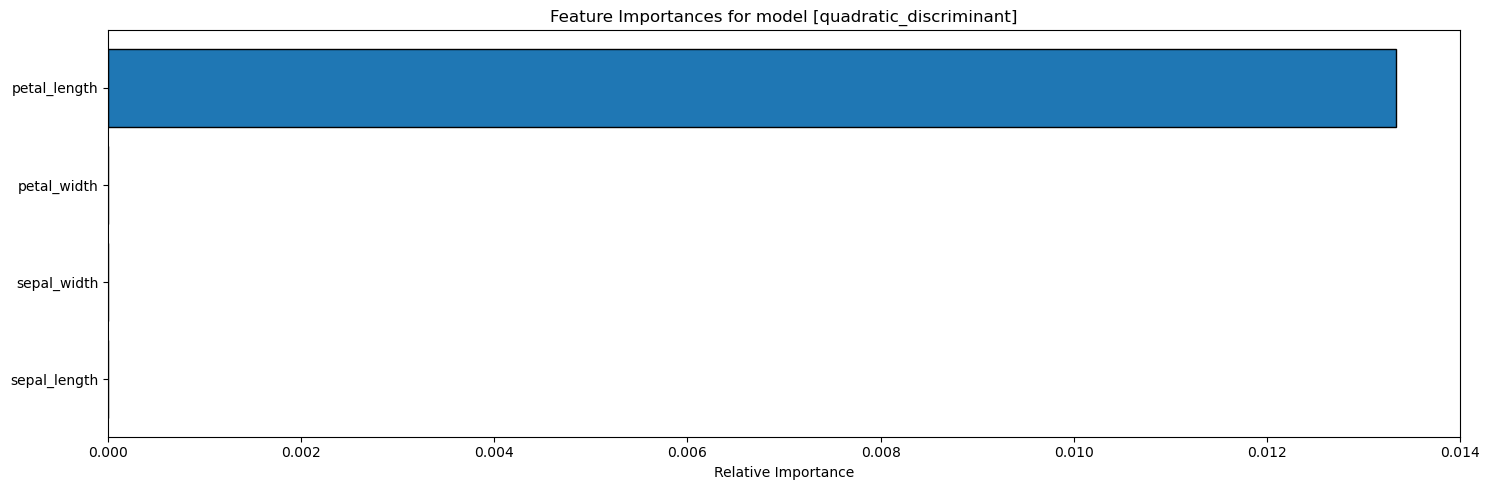 Feature Importances for model [quadratic_discriminant]
petal_length
petal_width
sepal_width
sepal_length
0.000 0.002 0.004 0.006 0.008 0.010 0.012 0.014
Relative Importance